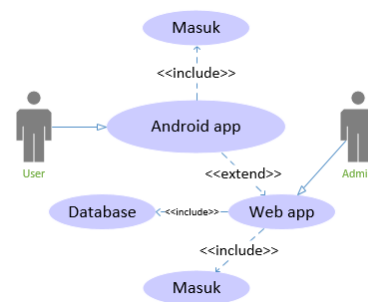 Masuk
<<include>>
Android app
User
<<extend>>
Admi
Database
<<include>>
Web app
<<include>>
Masuk